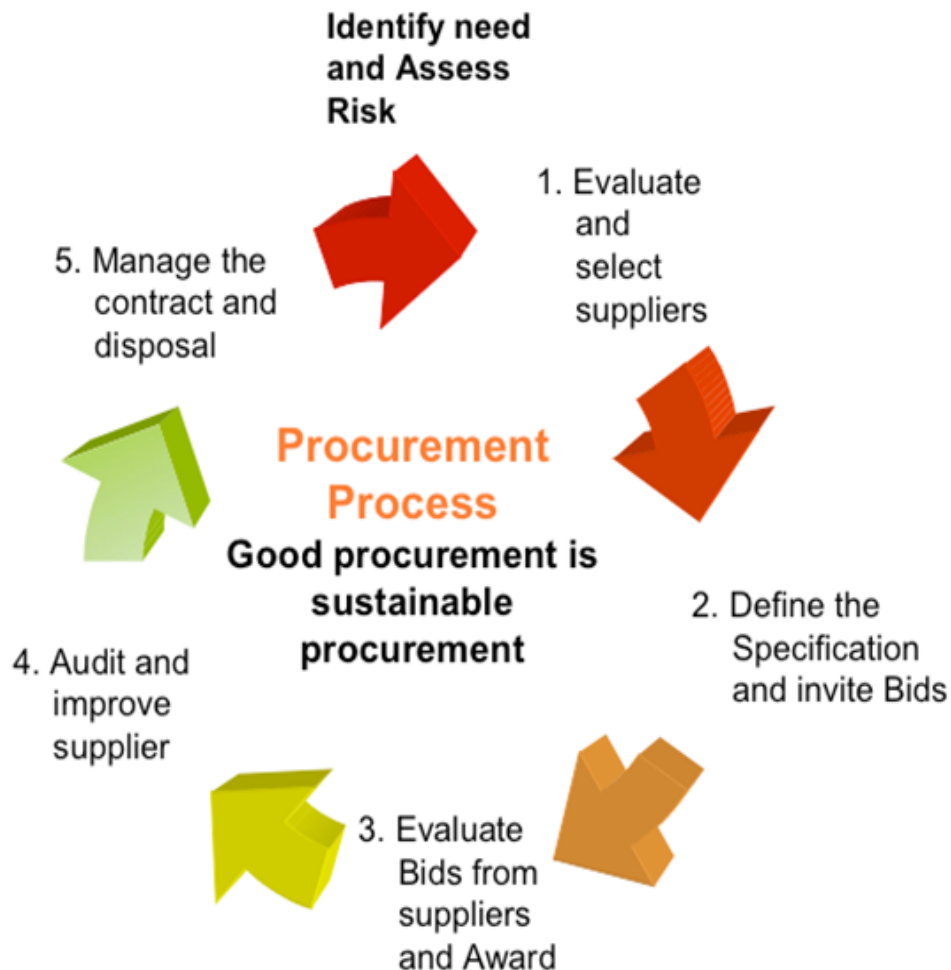 Identify need
and Assess
Risk
1. Evaluate
and
select
suppliers
2. Define the
Specification
and invite Bids
3. Evaluate
Bids from
suppliers
and Award
4. Audit and
improve
supplier
5. Manage the
contract and
disposal
Procurement
Process
Good procurement is
sustainable
procurement